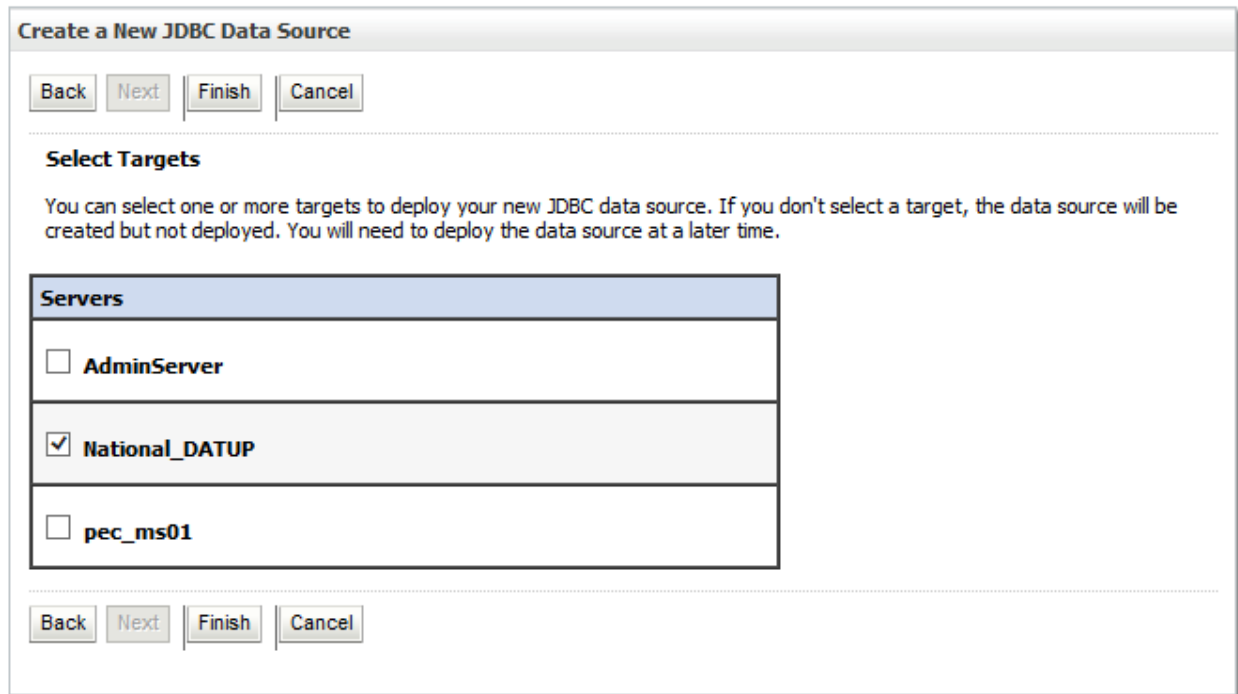 Create a New JDBC Data Source
Back Next Finish Cancel
Select Targets
You can select one or more targets to deploy your new JDBC data source. If you don't select a target, the data source will be
created but not deployed. You will need to deploy the data source at a later time.
Servers
AdminServer
National_DATUP
pec_ms01
Back Next Finish Cancel